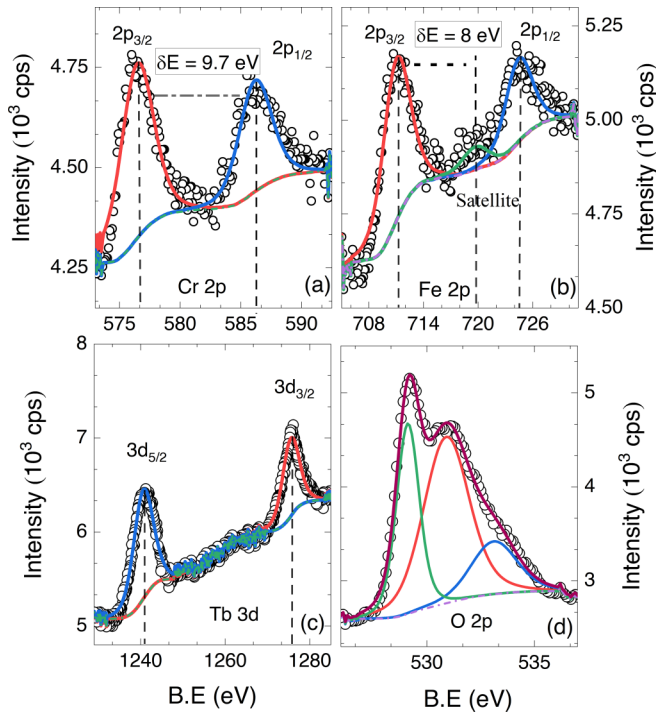 2p3/2
δE = 9.7 eV
2p1/2
4.75
4.50
4.25
Intensity (10³ cps)
Cr 2p
(a)
575 580 585 590
2p3/2
δE = 8 eV
2p1/2
5.25
5.00
4.75
4.50
Intensity (10³ cps)
Satellite
Fe 2p
(b)
708 714 720 726
8
7
6
5
Intensity (10³ cps)
3d5/2
3d3/2
Tb 3d
(c)
1240 1260 1280
B.E (eV)
5
4
3
Intensity (10³ cps)
O 2p
(d)
530 535
B.E (eV)